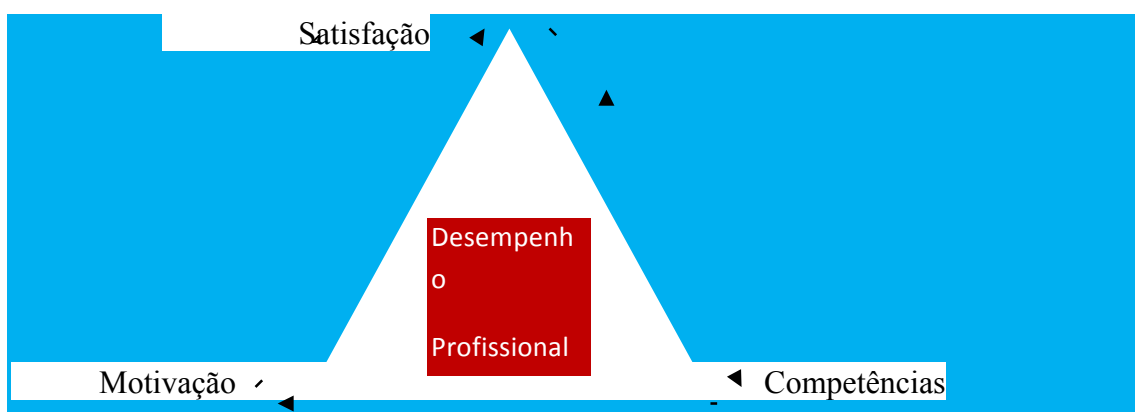 Satisfação
Desempenh
o
Profissional
Motivação
Competências